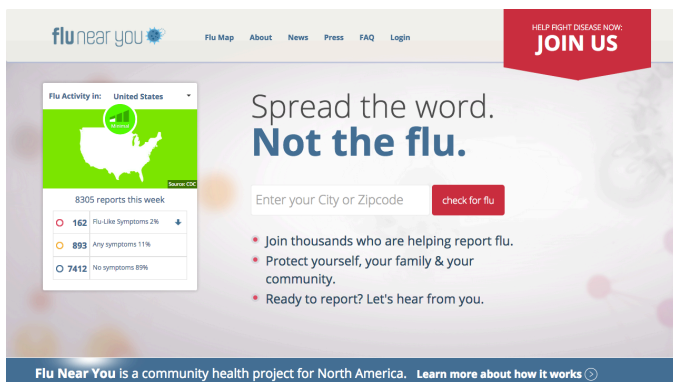 flu near you
Flu Map About News Press FAQ Login
HELP FIGHT DISEASE NOW:
JOIN US
Flu Activity in: United States
Minimal
Source: CDC
8305 reports this week
162 Flu-Like Symptoms 2%
893 Any symptoms 11%
7412 No symptoms 89%
Spread the word.
Not the flu.
Enter your City or Zipcode check for flu
Join thousands who are helping report flu.
Protect yourself, your family & your
community.
Ready to report? Let's hear from you.
Flu Near You is a community health project for North America. Learn more about how it works